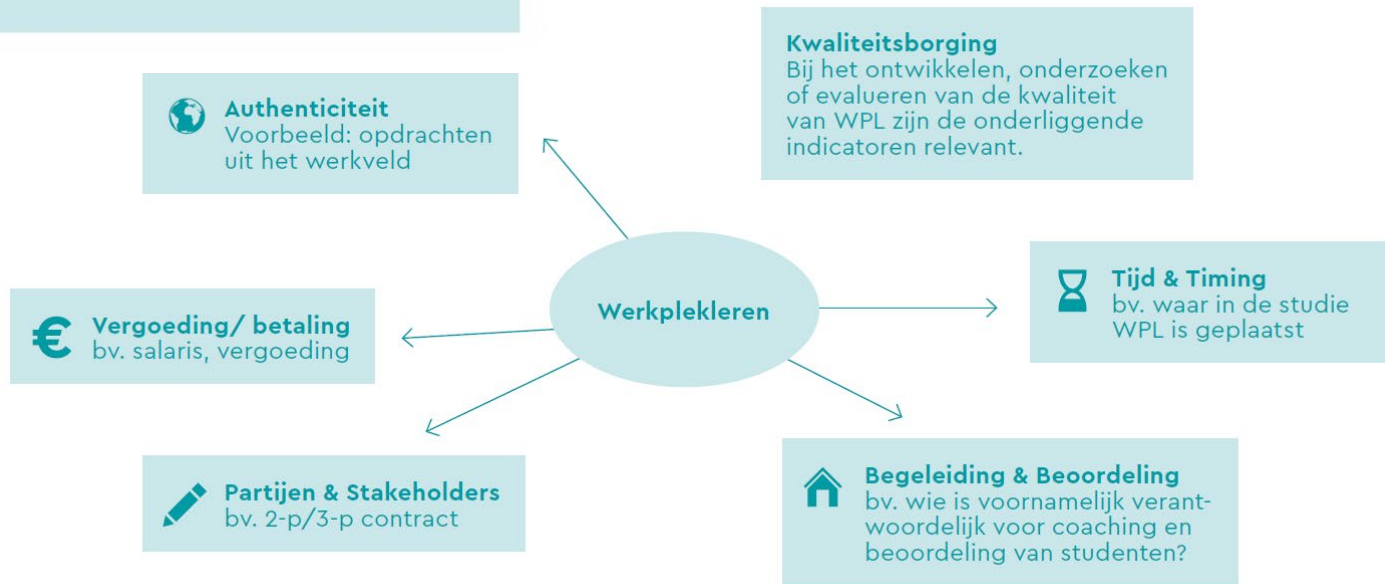 Kwaliteitsborging
Bij het ontwikkelen, onderzoeken
of evalueren van de kwaliteit
van WPL zijn de onderliggende
indicatoren relevant.
Authenticiteit
Voorbeeld: opdrachten
uit het werkveld
Werkplekleren
Tijd & Timing
bv. waar in de studie
WPL is geplaatst
€ Vergoeding/ betaling
bv. salaris, vergoeding
Partijen & Stakeholders
bv. 2-p/3-p contract
Begeleiding & Beoordeling
bv. wie is voornamelijk verant-
woordelijk voor coaching en
beoordeling van studenten?